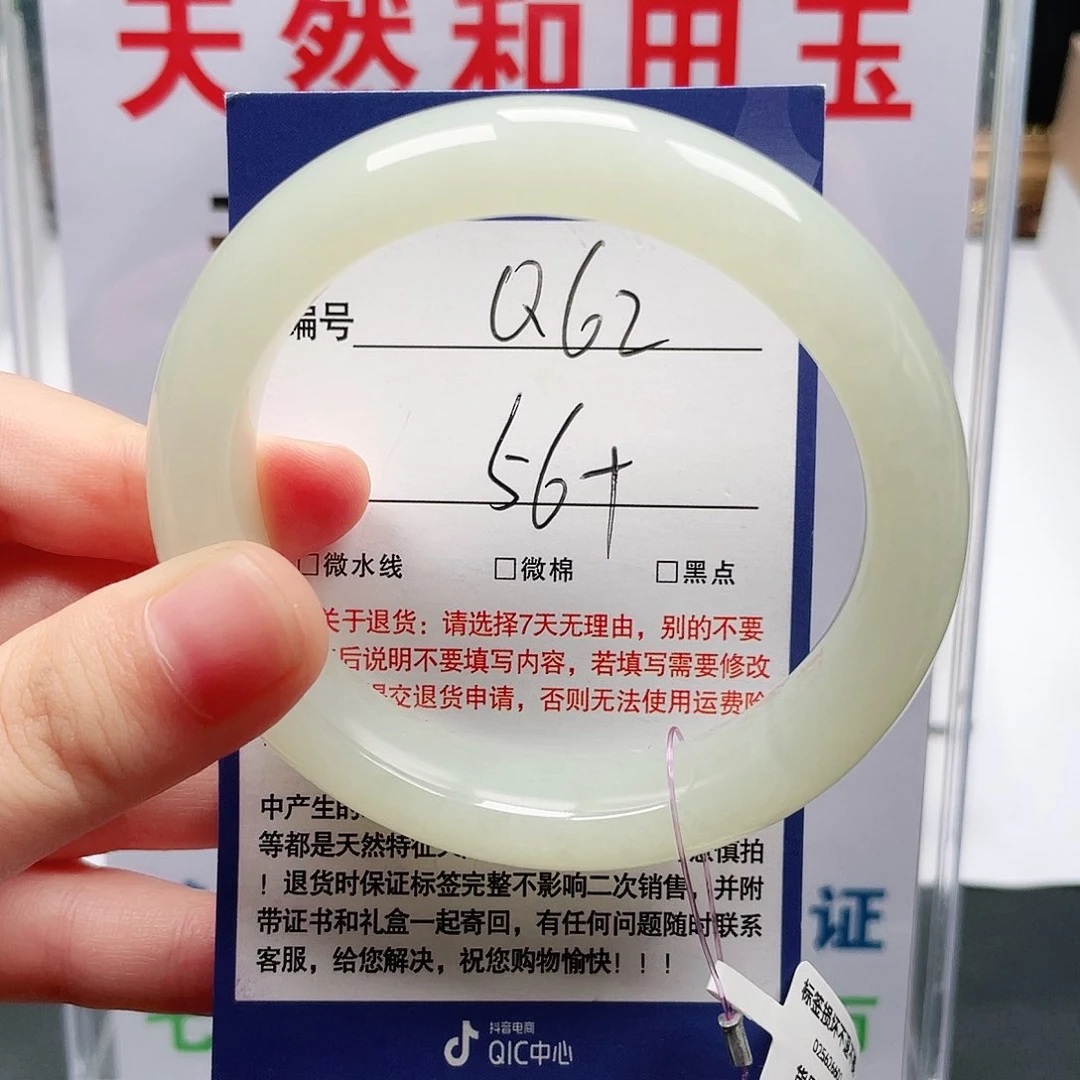 天然和田玉
编号 Q62
56+
□微水线 □微棉 □黑点
关于退货：请选择7天无理由，别的不要
后说明不要填写内容，若填写需要修改
提交退货申请，否则无法使用运费险
中产生的
等都是天然特征 慎拍
！退货时保证标签完整不影响二次销售，并附
带证书和礼盒一起寄回，有任何问题随时联系
客服，给您解决，祝您购物愉快！！！
证
抖音电商
QIC中心
标签损坏不